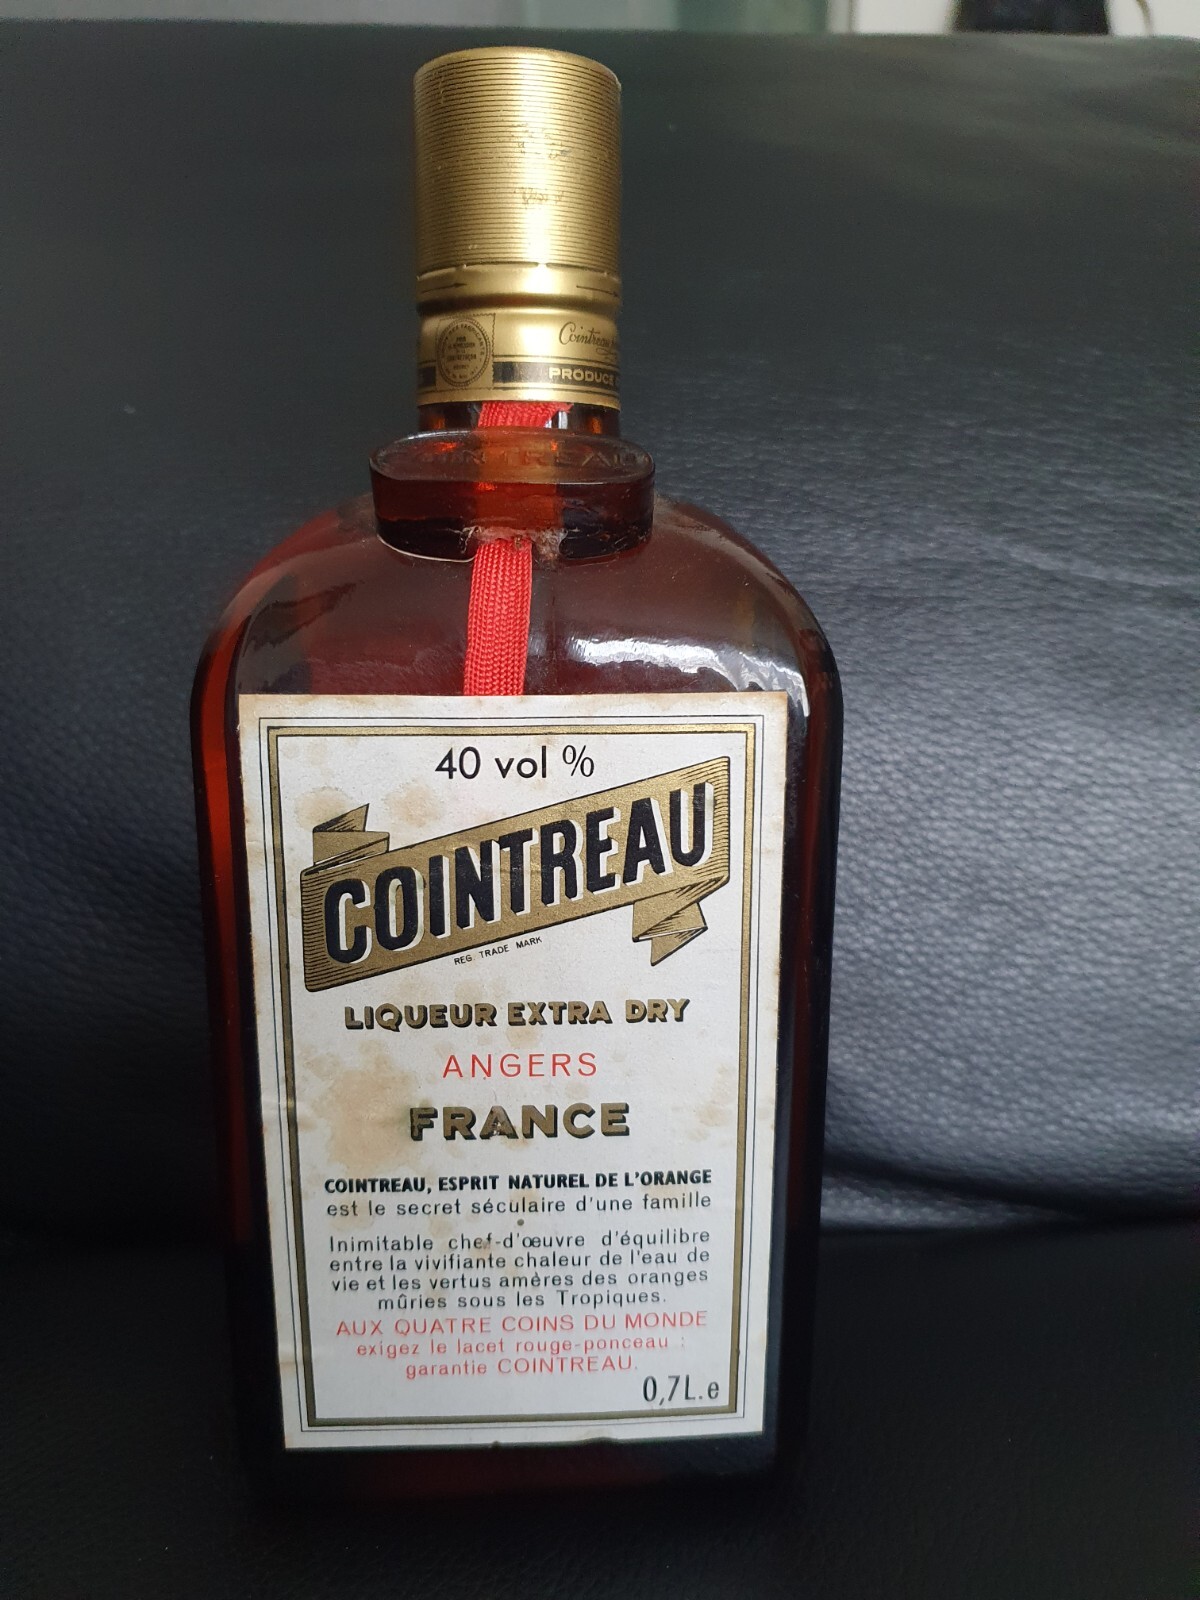 Cointreau
PRODUCE
COINTREAU
40 vol %
COINTREAU
REG. TRADE MARK
LIQUEUR EXTRA DRY
ANGERS
FRANCE
COINTREAU, ESPRIT NATUREL DE L'ORANGE
est le secret séculaire d'une famille
Inimitable chef-d'œuvre d'équilibre
entre la vivifiante chaleur de l'eau de
vie et les vertus amères des oranges
mûries sous les Tropiques.
AUX QUATRE COINS DU MONDE
exigez le lacet rouge-ponceau :
garantie COINTREAU.
0,7L.e